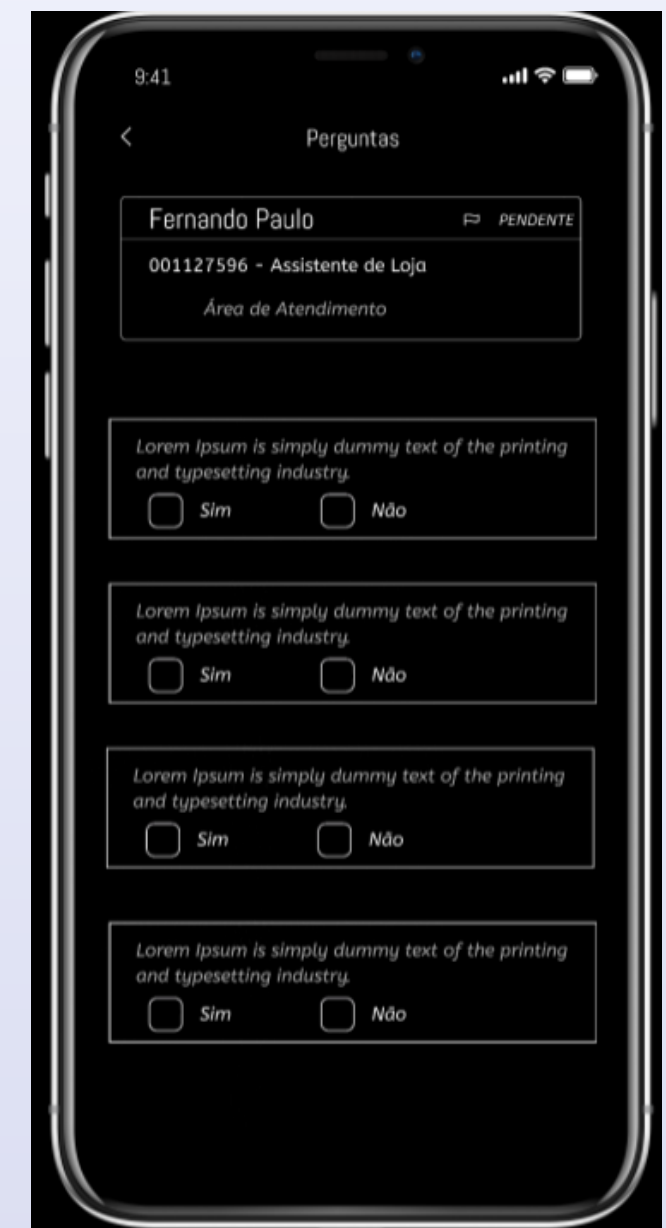 9:41
Perguntas
Fernando Paulo PENDENTE
001127596 - Assistente de Loja
Área de Atendimento
Lorem Ipsum is simply dummy text of the printing
and typesetting industry.
Sim Não
Lorem Ipsum is simply dummy text of the printing
and typesetting industry.
Sim Não
Lorem Ipsum is simply dummy text of the printing
and typesetting industry.
Sim Não
Lorem Ipsum is simply dummy text of the printing
and typesetting industry.
Sim Não